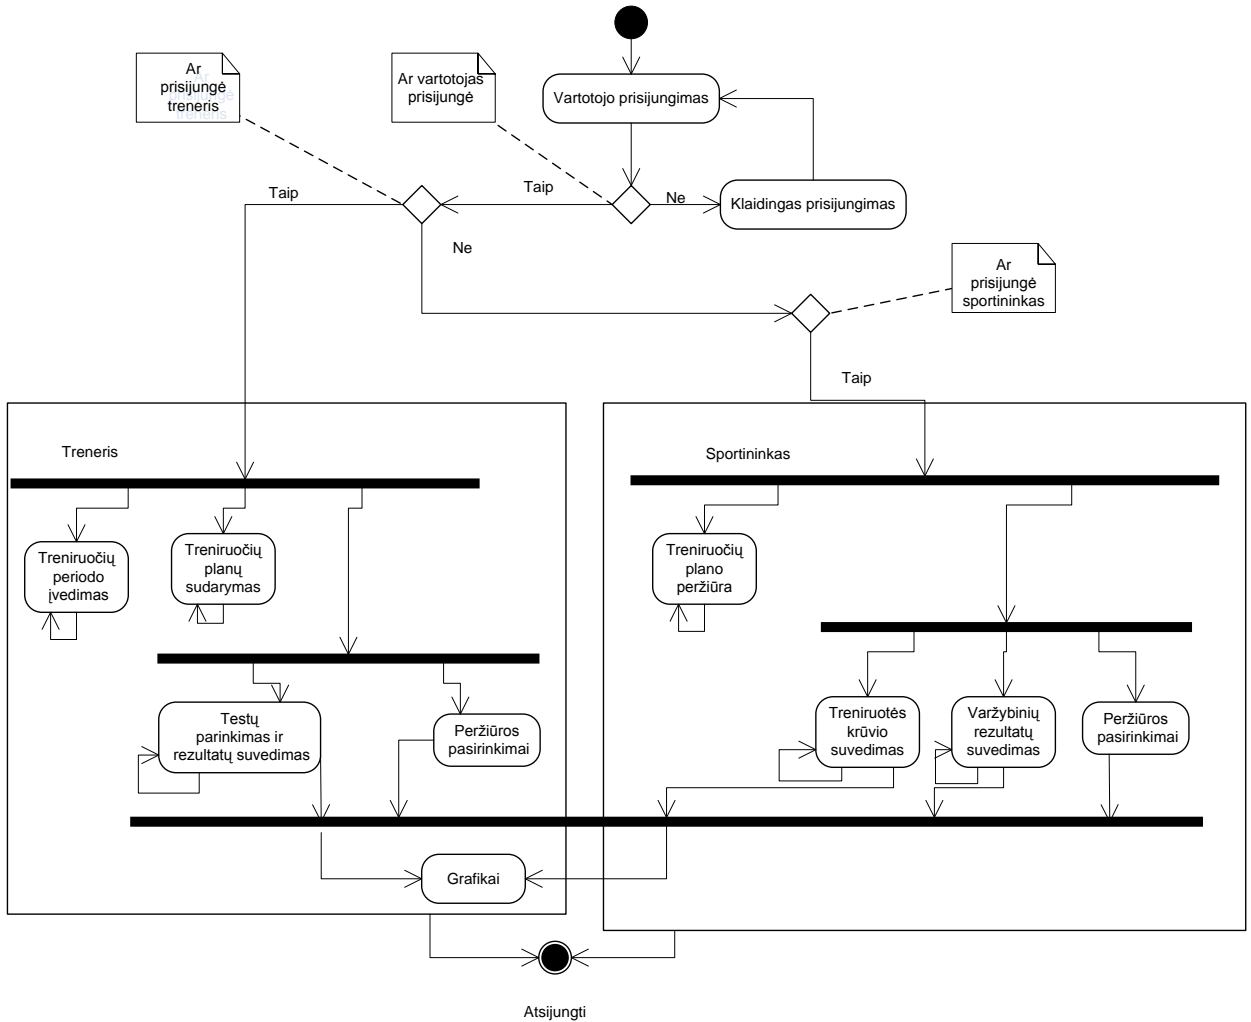 Ar
prisijungė
treneris
Ar vartotojas
prisijungė
Vartotojo prisijungimas
Taip
Taip
Ne
Klaidingas prisijungimas
Ne
Ar
prisijungė
sportininkas
Taip
Treneris
Sportininkas
Treniruočių
periodo
įvedimas
Treniruočių
planų
sudarymas
Treniruočių
plano
peržiūra
Testų
parinkimas ir
rezultatų suvedimas
Peržiūros
pasirinkimai
Treniruotės
krūvio
suvedimas
Varžybinių
rezultatų
suvedimas
Peržiūros
pasirinkimai
Grafikai
Atsijungti